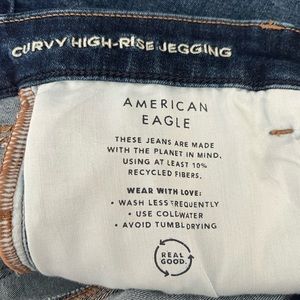 CURVY HIGH-RISE JEGGING
AMERICAN
EAGLE
THESE JEANS ARE MADE
WITH THE PLANET IN MIND,
USING AT LEAST 10%
RECYCLED FIBERS.
WEAR WITH LOVE:
• WASH LESS FREQUENTLY
• USE COLD WATER
• AVOID TUMBLE DRYING
REAL
GOOD.